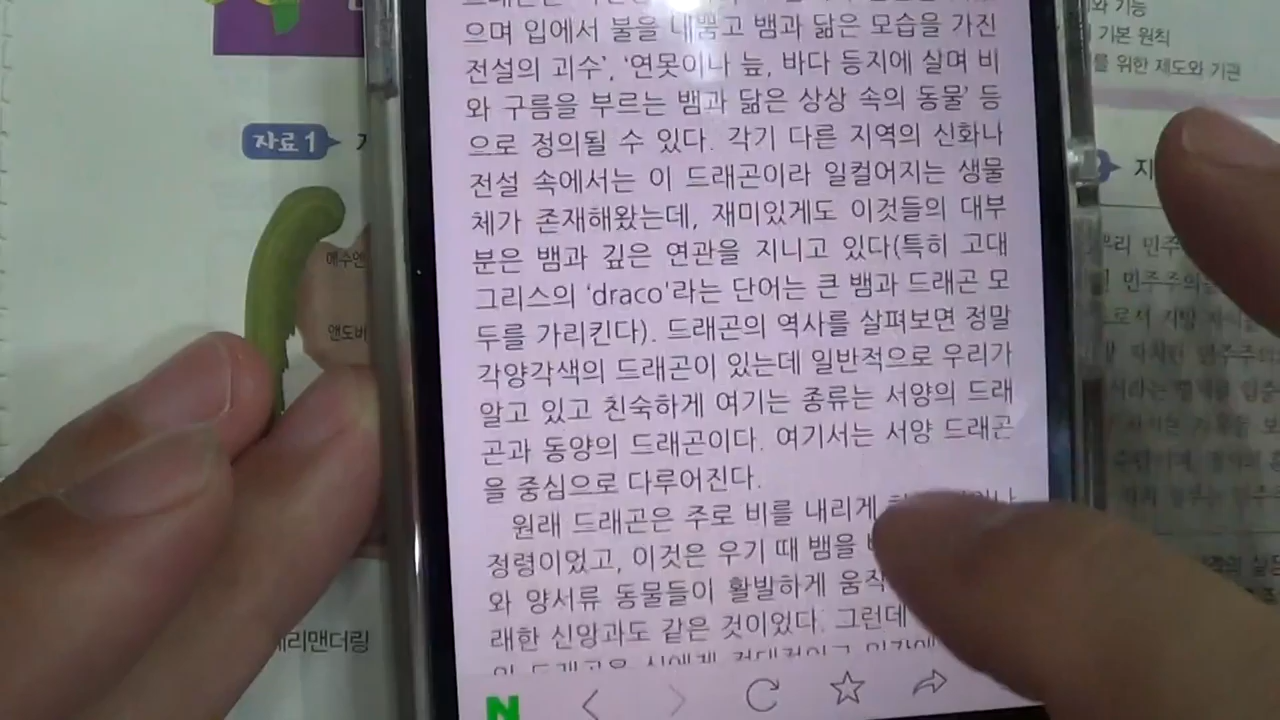 으며 입에서 불을 내뿜고 뱀과 닮은 모습을 가진
전설의 괴수’, ‘연못이나 늪, 바다 등지에 살며 비
와 구름을 부르는 뱀과 닮은 상상 속의 동물’ 등
으로 정의될 수 있다. 각기 다른 지역의 신화나
전설 속에서는 이 드래곤이라 일컬어지는 생물
체가 존재해왔는데, 재미있게도 이것들의 대부
분은 뱀과 깊은 연관을 지니고 있다(특히 고대
그리스의 ‘draco’라는 단어는 큰 뱀과 드래곤 모
두를 가리킨다). 드래곤의 역사를 살펴보면 정말
각양각색의 드래곤이 있는데 일반적으로 우리가
알고 있고 친숙하게 여기는 종류는 서양의 드래
곤과 동양의 드래곤이다. 여기서는 서양 드래곤
을 중심으로 다루어진다.
원래 드래곤은 주로 비를 내리게
정령이었고, 이것은 우기 때 뱀을
와 양서류 동물들이 활발하게 움직
래한 신앙과도 같은 것이었다. 그런데
N
자료 1
기능
기본 원칙
를 위한 제도와 기관